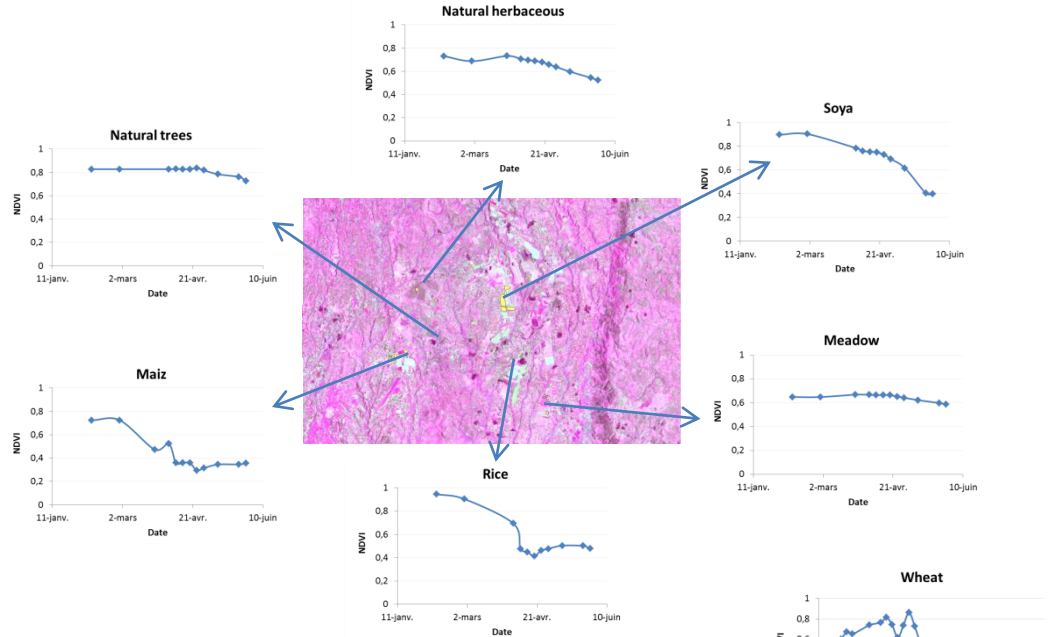 Natural herbaceous
1
0,8
0,6
0,4
0,2
0
NDVI
11-janv. 2-mars 21-avr. 10-juin
Date
Soya
1
0,8
0,6
0,4
0,2
0
NDVI
11-janv. 2-mars 21-avr. 10-juin
Date
Natural trees
1
0,8
0,6
0,4
0,2
0
NDVI
11-janv. 2-mars 21-avr. 10-juin
Date
Meadow
1
0,8
0,6
0,4
0,2
0
NDVI
11-janv. 2-mars 21-avr. 10-juin
Date
Maiz
1
0,8
0,6
0,4
0,2
0
NDVI
11-janv. 2-mars 21-avr. 10-juin
Date
Rice
1
0,8
0,6
0,4
0,2
0
NDVI
11-janv. 2-mars 21-avr. 10-juin
Date
Wheat
1
0,8